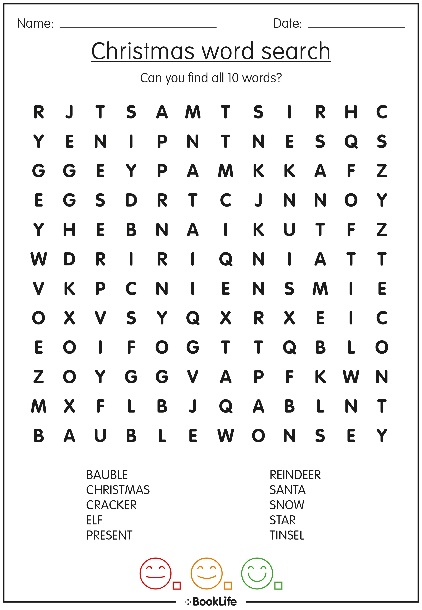 Name: Date:
Christmas word search
Can you find all 10 words?
R J T S A M T S I R H C
Y E N I P N T N E S Q S
G G E Y P A M K K A F Z
E G S D R T C J N N O Y
Y H E B N A I K U T F Z
W D R I R I Q N I A T T
V K P C N I E N S M I E
O X V S Y Q X R X E I C
E O I F O G T T Q B L O
Z O Y G G V A P F K W N
M X F L B J Q A B L N T
B A U B L E W O N S E Y
BAUBLE REINDEER
CHRISTMAS SANTA
CRACKER SNOW
ELF STAR
PRESENT TINSEL
BookLife